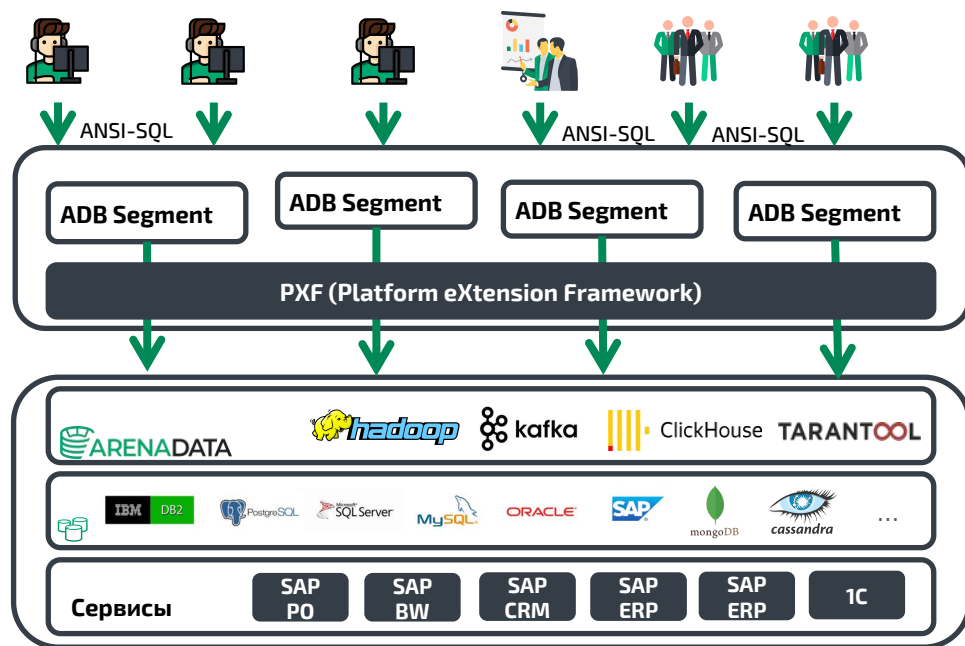 ANSI-SQL
ANSI-SQL
ANSI-SQL
ADB Segment
ADB Segment
ADB Segment
ADB Segment
PXF (Platform eXtension Framework)
ARENADATA
hadoop
kafka
ClickHouse
TARANTOOL
IBM DB2
PostgreSQL
Microsoft
SQL Server
MySQL
ORACLE
SAP
mongoDB
cassandra
...
Сервисы
SAP
PO
SAP
BW
SAP
CRM
SAP
ERP
SAP
ERP
1C